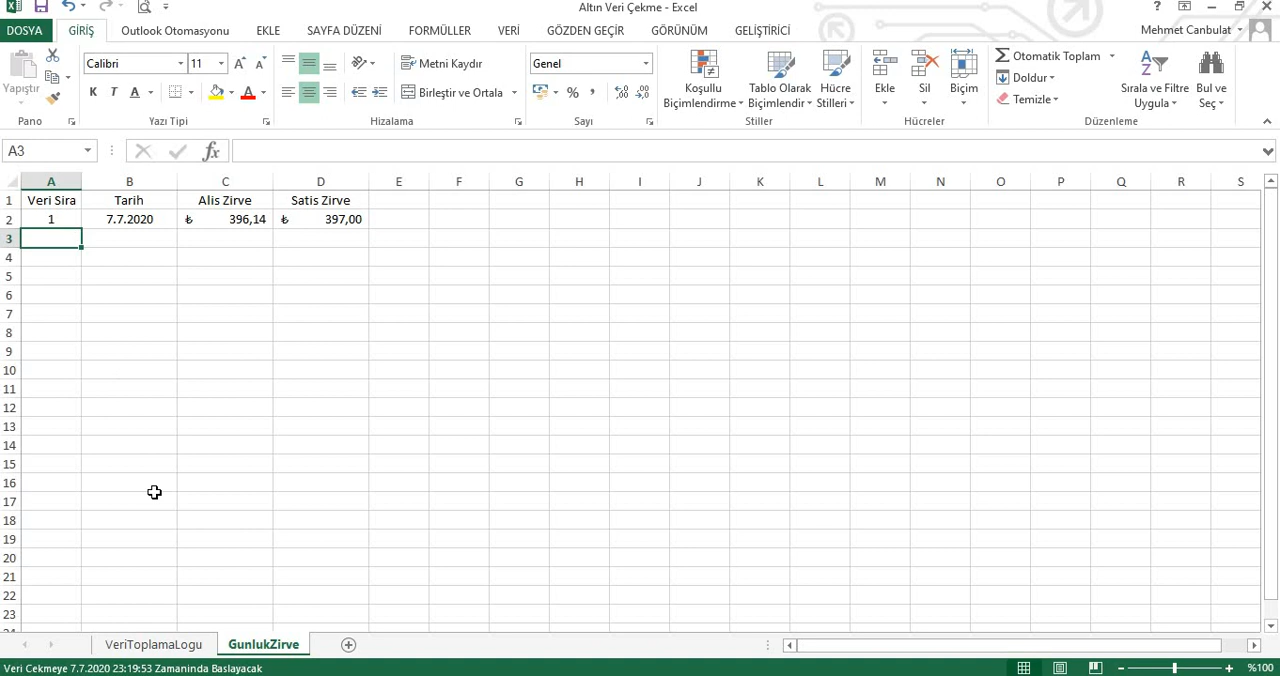 Altın Veri Çekme - Excel
?
DOSYA GİRİŞ Outlook Otomasyonu EKLE SAYFA DÜZENİ FORMÜLLER VERİ GÖZDEN GEÇİR GÖRÜNÜM GELİŞTİRİCİ Mehmet Canbulat
Yapıştır
Calibri 11 A A
K T A A
Metni Kaydır
Birleştir ve Ortala
Genel
% ,
Koşullu Biçimlendirme
Tablo Olarak Biçimlendir
Hücre Stilleri
Ekle Sil Biçim
Otomatik Toplam
Doldur
Temizle
Sırala ve Filtre Uygula
Bul ve Seç
Pano Yazı Tipi Hizalama Sayı Stiller Hücreler Düzenleme
A3 fx
A B C D E F G H I J K L M N O P Q R S
1 Veri Sira Tarih Alis Zirve Satis Zirve
2 1 7.7.2020 ₺ 396,14 ₺ 397,00
3
4
5
6
7
8
9
10
11
12
13
14
15
16
17
18
19
20
21
22
23
VeriToplamaLogu GunlukZirve
Veri Cekmeye 7.7.2020 23:19:53 Zamaninda Baslayacak %100